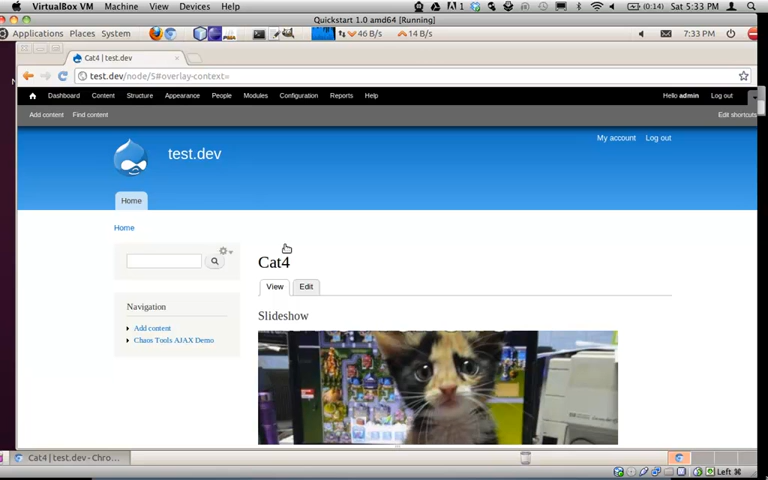 VirtualBox VM Machine View Devices Help
1 (0:14) Sat 5:33 PM
Quickstart 1.0 amd64 [Running]
Applications Places System
46 B/s 14 B/s
7:33 PM
Cat4 | test.dev
test.dev/node/5#overlay-context=
Dashboard Content Structure Appearance People Modules Configuration Reports Help
Hello admin Log out
Add content Find content
Edit shortcuts
My account Log out
test.dev
Home
Home
Cat4
View Edit
Navigation
Add content
Chaos Tools AJAX Demo
Slideshow
Cat4 | test.dev - Chro...
Left ⌘